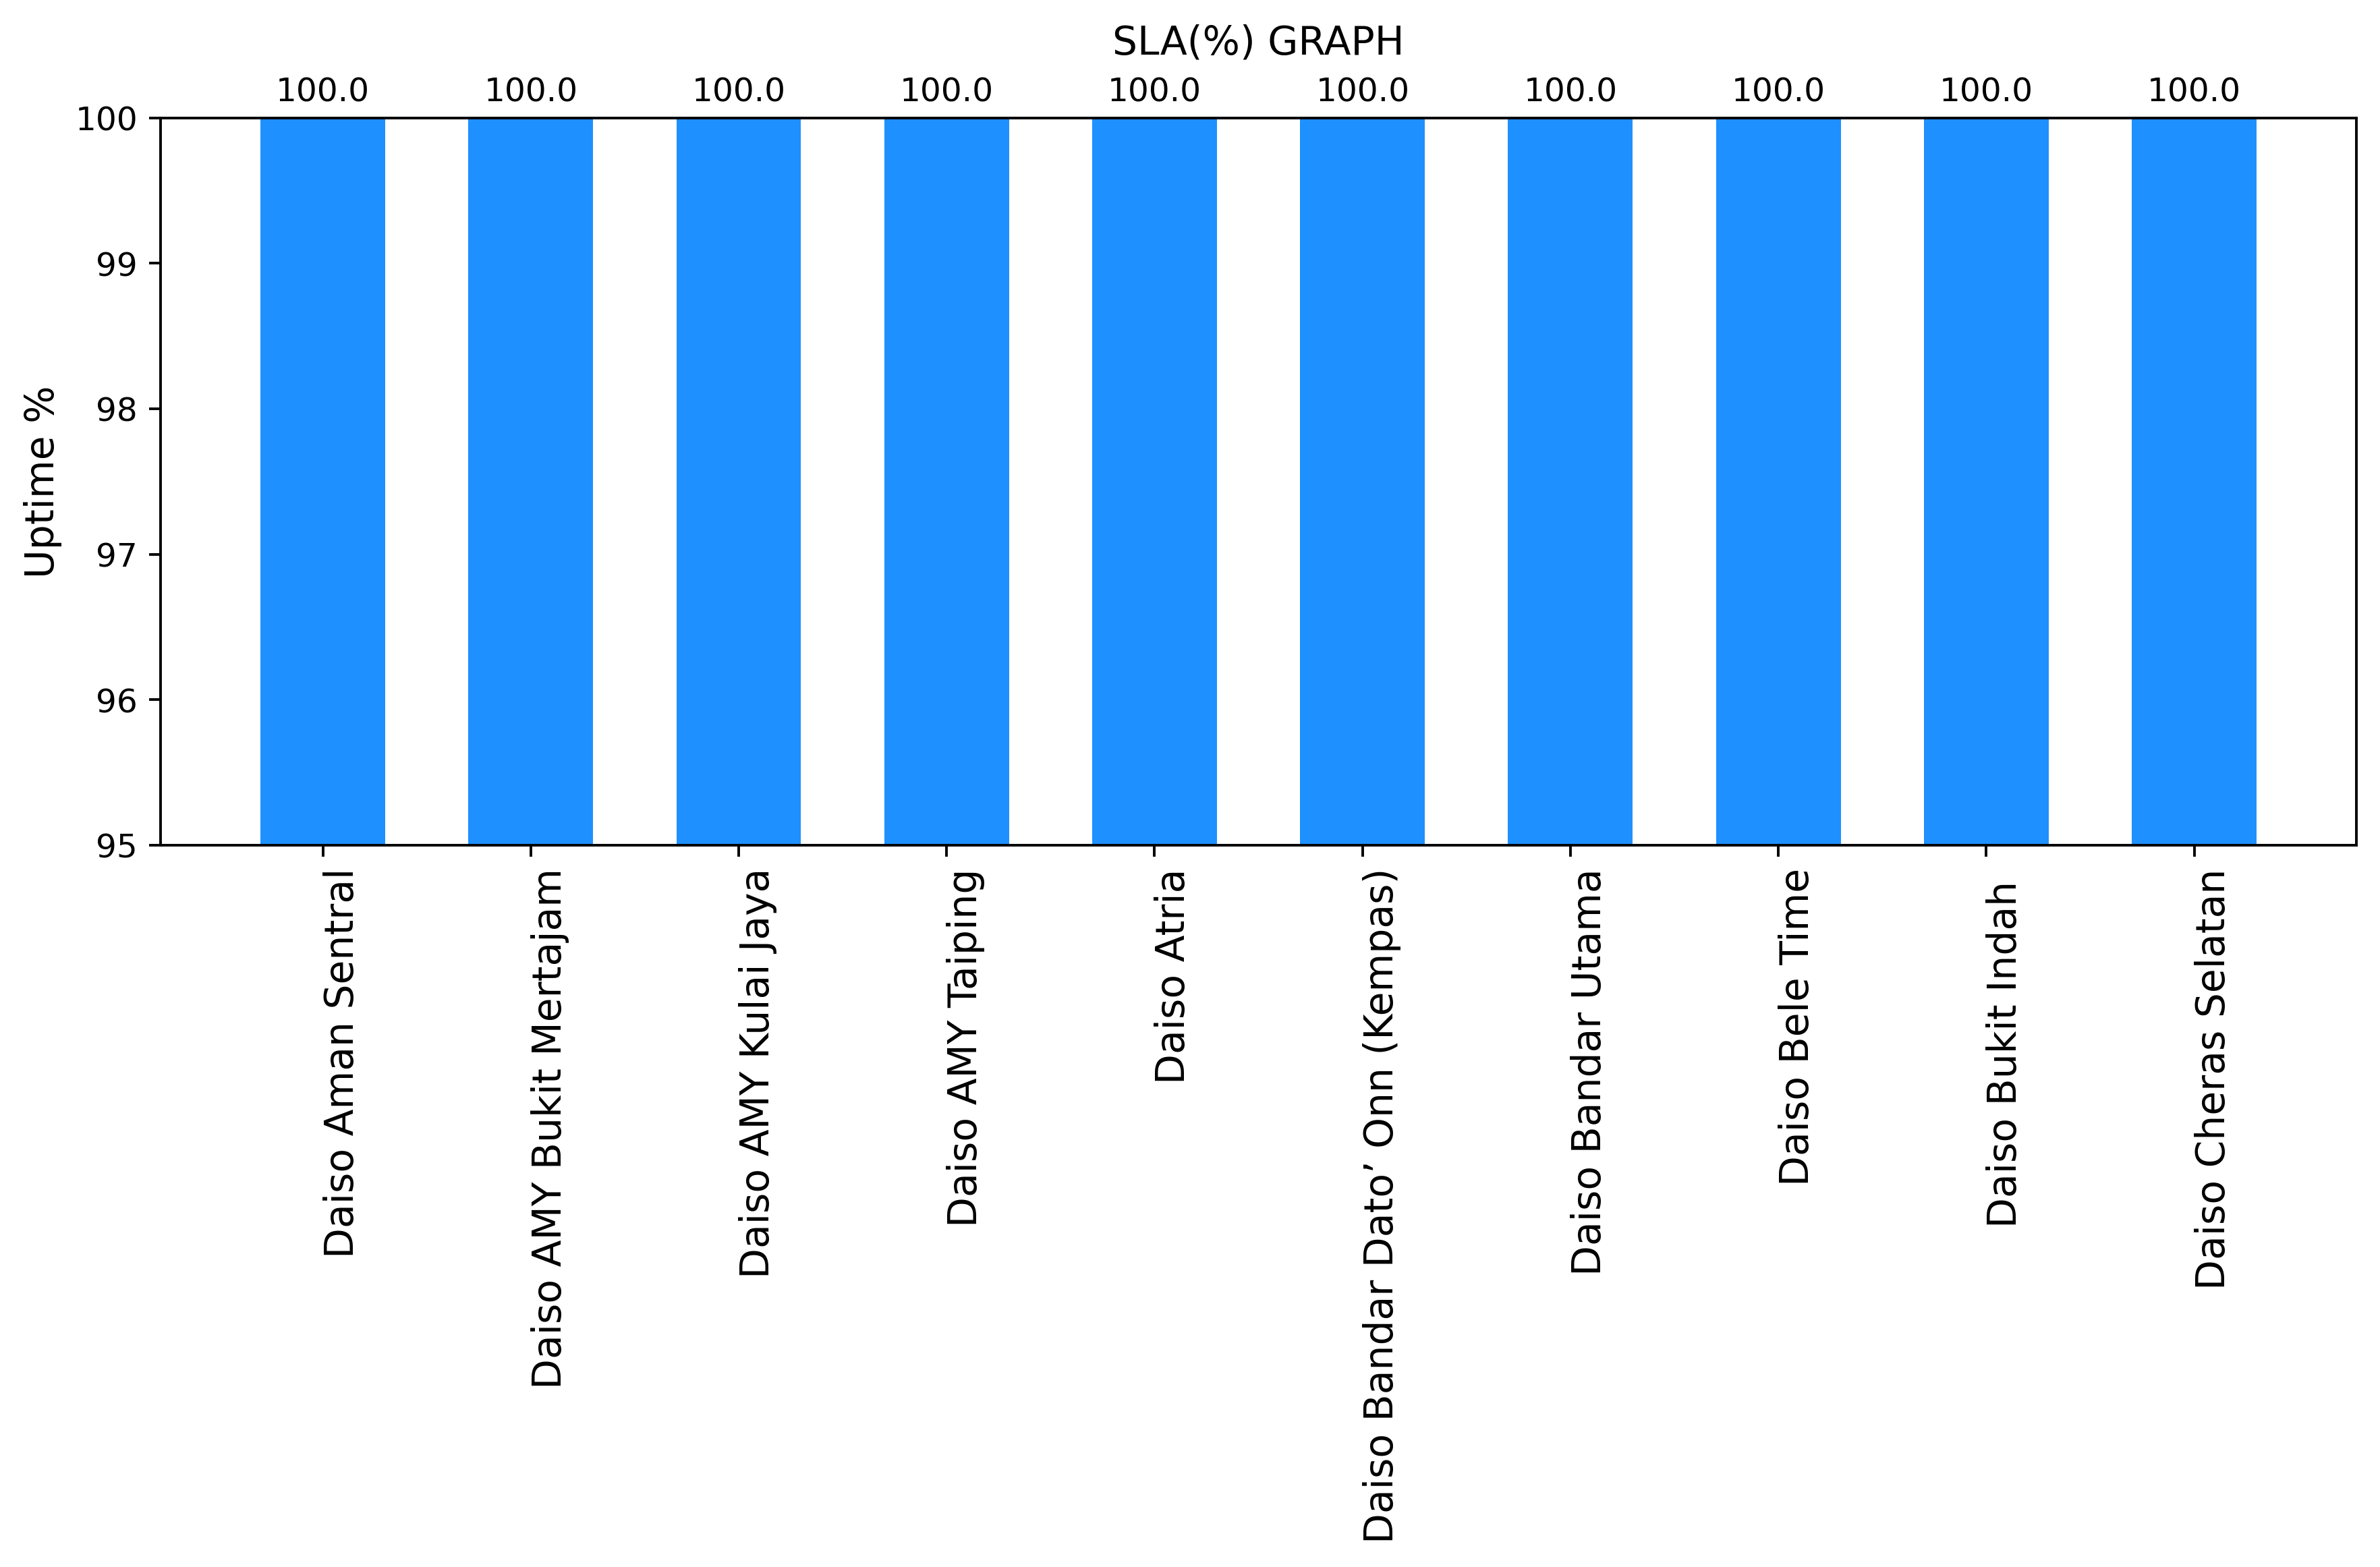 SLA(%) GRAPH
100.0 100.0 100.0 100.0 100.0 100.0 100.0 100.0 100.0 100.0
Uptime %
100
99
98
97
96
95
Daiso Aman Sentral
Daiso AMY Bukit Mertajam
Daiso AMY Kulai Jaya
Daiso AMY Taiping
Daiso Atria
Daiso Bandar Dato’ Onn (Kempas)
Daiso Bandar Utama
Daiso Bele Time
Daiso Bukit Indah
Daiso Cheras Selatan